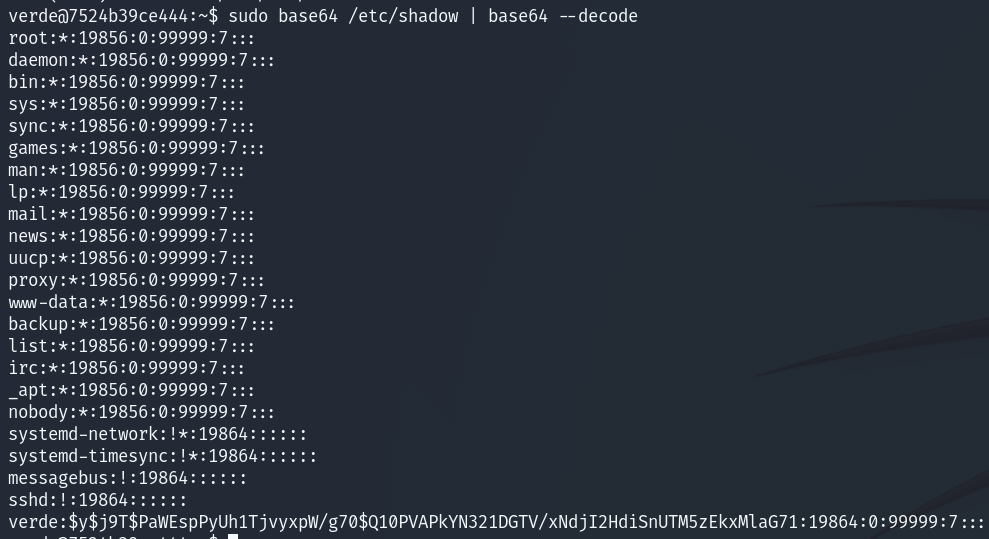 verde@7524b39ce444:~$ sudo base64 /etc/shadow | base64 --decode
root:*:19856:0:99999:7:::
daemon:*:19856:0:99999:7:::
bin:*:19856:0:99999:7:::
sys:*:19856:0:99999:7:::
sync:*:19856:0:99999:7:::
games:*:19856:0:99999:7:::
man:*:19856:0:99999:7:::
lp:*:19856:0:99999:7:::
mail:*:19856:0:99999:7:::
news:*:19856:0:99999:7:::
uucp:*:19856:0:99999:7:::
proxy:*:19856:0:99999:7:::
www-data:*:19856:0:99999:7:::
backup:*:19856:0:99999:7:::
list:*:19856:0:99999:7:::
irc:*:19856:0:99999:7:::
_apt:*:19856:0:99999:7:::
nobody:*:19856:0:99999:7:::
systemd-network:!*:19864::::::
systemd-timesync:!*:19864::::::
messagebus:!:19864::::::
sshd:!:19864::::::
verde:$y$j9T$PaWEspPyUh1TjvyxpW/g70$Q10PVAPkYN321DGTV/xNdjI2HdiSnUTM5zEkxMlaG71:19864:0:99999:7:::